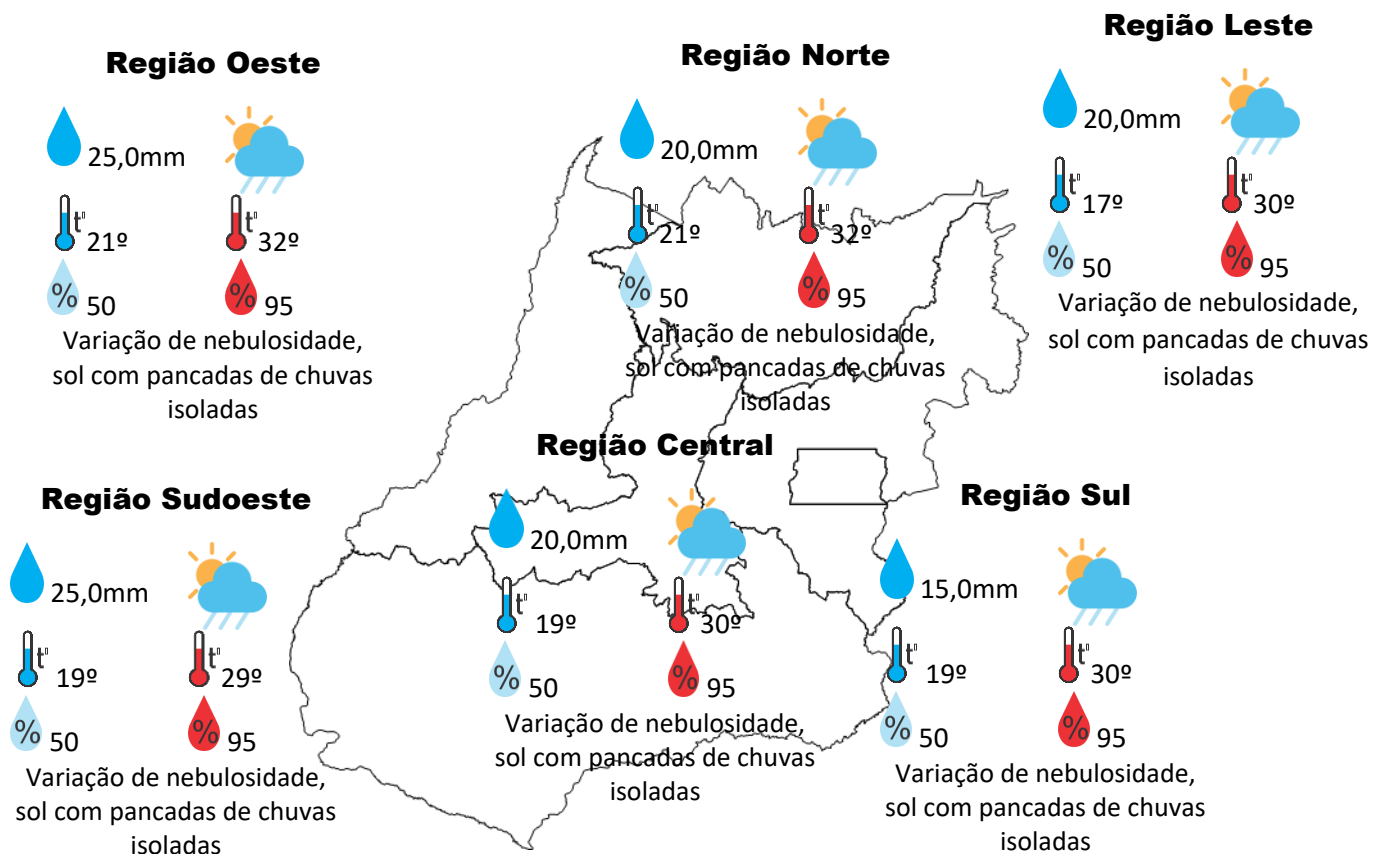 Região Oeste
25,0mm
t°
21º
t°
32º
% 50
% 95
Variação de nebulosidade,
sol com pancadas de chuvas
isoladas
Região Norte
20,0mm
t°
21º
t°
32º
% 50
% 95
Variação de nebulosidade,
sol com pancadas de chuvas
isoladas
Região Leste
20,0mm
t°
17º
t°
30º
% 50
% 95
Variação de nebulosidade,
sol com pancadas de chuvas
isoladas
Região Sudoeste
25,0mm
t°
19º
t°
29º
% 50
% 95
Variação de nebulosidade,
sol com pancadas de chuvas
isoladas
Região Central
20,0mm
t°
19º
t°
30º
% 50
% 95
Variação de nebulosidade,
sol com pancadas de chuvas
isoladas
Região Sul
15,0mm
t°
19º
t°
30º
% 50
% 95
Variação de nebulosidade,
sol com pancadas de chuvas
isoladas